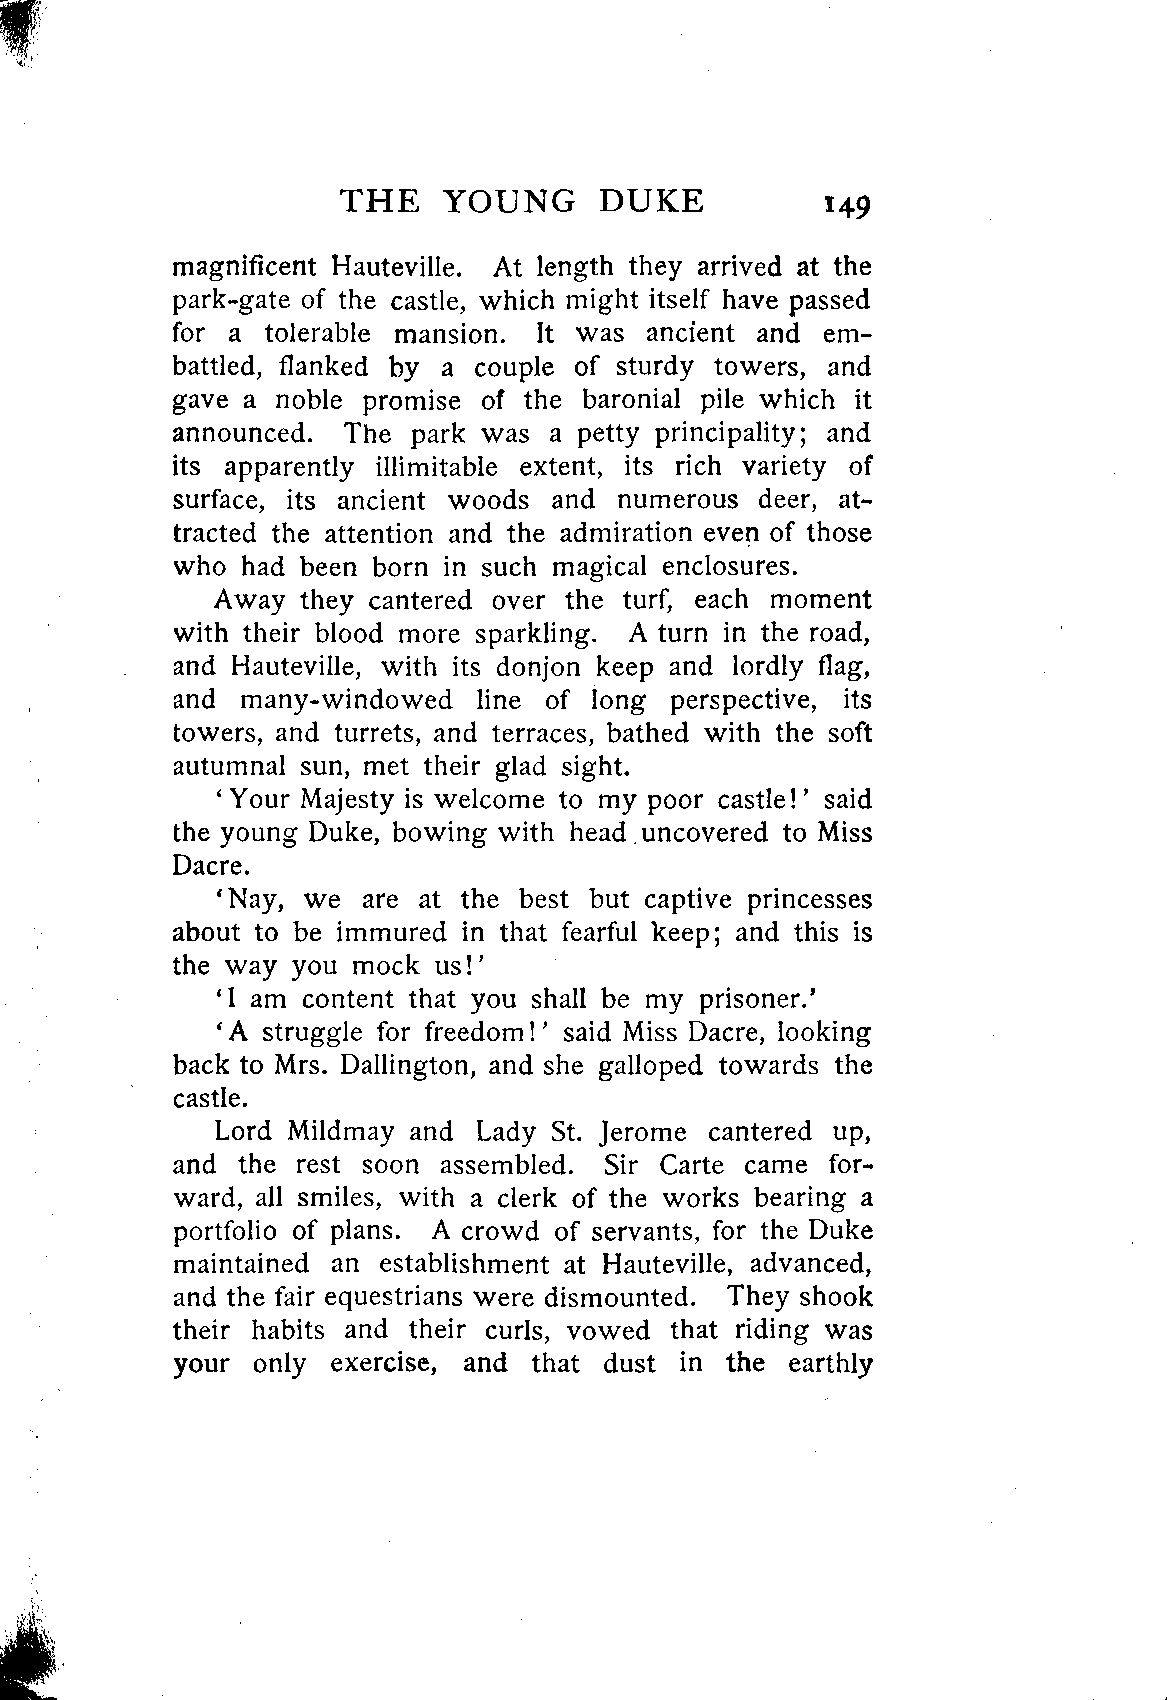 THE YOUNG DUKE 149
magnificent Hauteville. At length they arrived at the
park-gate of the castle, which might itself have passed
for a tolerable mansion. It was ancient and em-
battled, flanked by a couple of sturdy towers, and
gave a noble promise of the baronial pile which it
announced. The park was a petty principality; and
its apparently illimitable extent, its rich variety of
surface, its ancient woods and numerous deer, at-
tracted the attention and the admiration even of those
who had been born in such magical enclosures.
Away they cantered over the turf, each moment
with their blood more sparkling. A turn in the road,
and Hauteville, with its donjon keep and lordly flag,
and many-windowed line of long perspective, its
towers, and turrets, and terraces, bathed with the soft
autumnal sun, met their glad sight.
‘Your Majesty is welcome to my poor castle!’ said
the young Duke, bowing with head uncovered to Miss
Dacre.
‘Nay, we are at the best but captive princesses
about to be immured in that fearful keep; and this is
the way you mock us!’
‘I am content that you shall be my prisoner.’
‘A struggle for freedom!’ said Miss Dacre, looking
back to Mrs. Dallington, and she galloped towards the
castle.
Lord Mildmay and Lady St. Jerome cantered up,
and the rest soon assembled. Sir Carte came for-
ward, all smiles, with a clerk of the works bearing a
portfolio of plans. A crowd of servants, for the Duke
maintained an establishment at Hauteville, advanced,
and the fair equestrians were dismounted. They shook
their habits and their curls, vowed that riding was
your only exercise, and that dust in the earthly